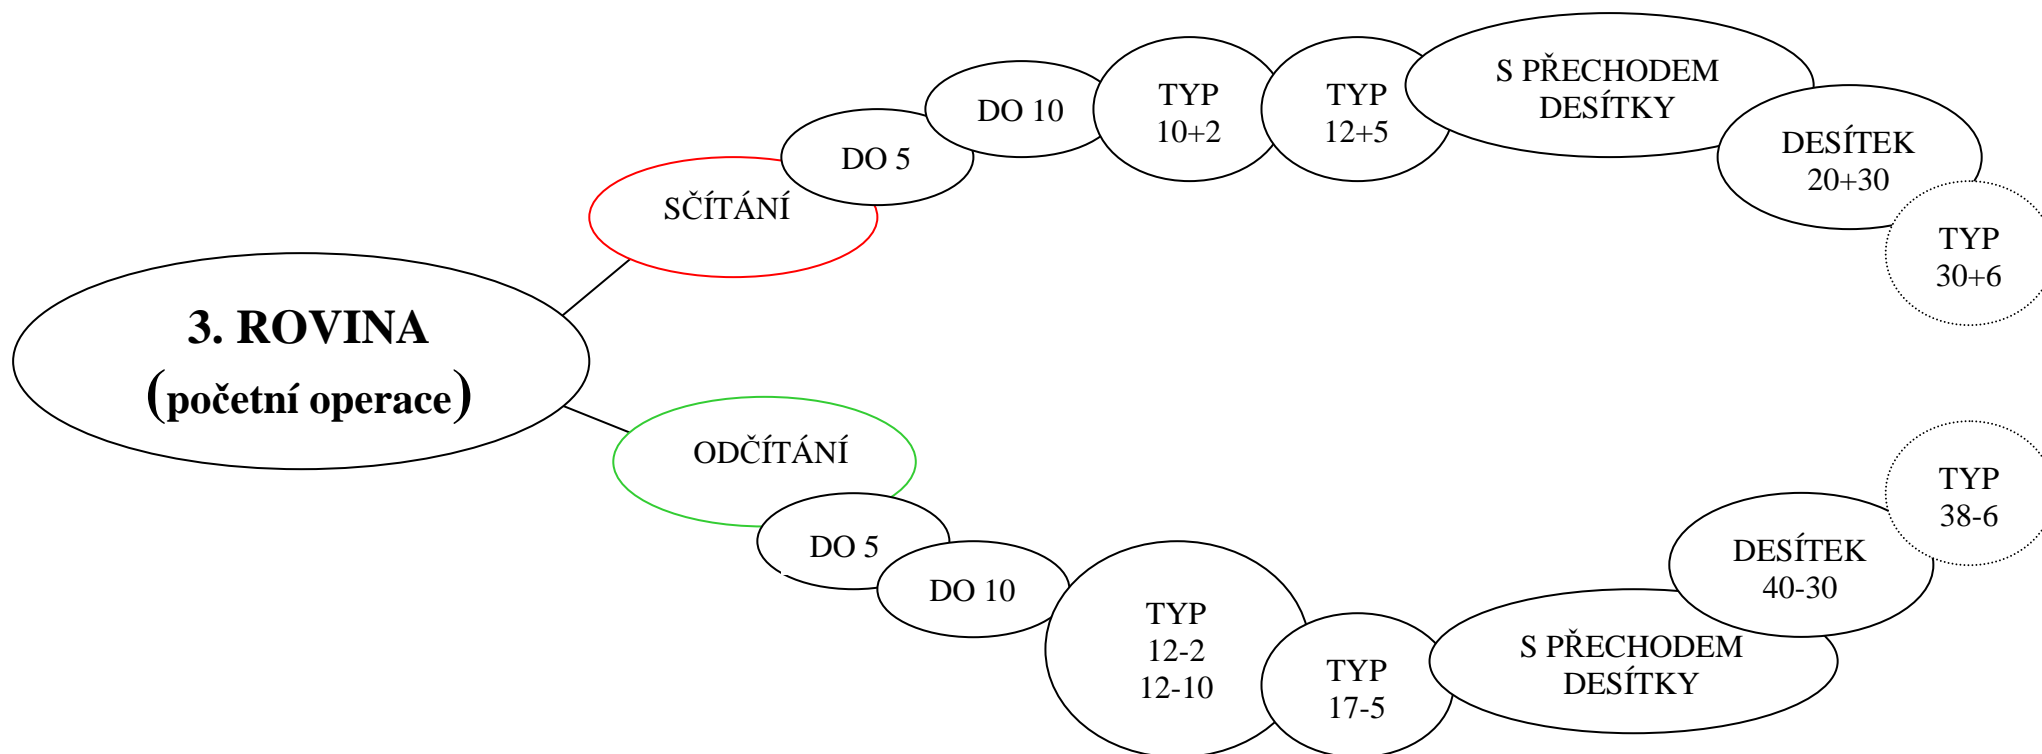 3. ROVINA
(početní operace)
SČÍTÁNÍ
DO 5
DO 10
TYP
10+2
TYP
12+5
S PŘECHODEM
DESÍTKY
DESÍTEK
20+30
TYP
30+6
ODČÍTÁNÍ
DO 5
DO 10
TYP
12-2
12-10
TYP
17-5
S PŘECHODEM
DESÍTKY
DESÍTEK
40-30
TYP
38-6